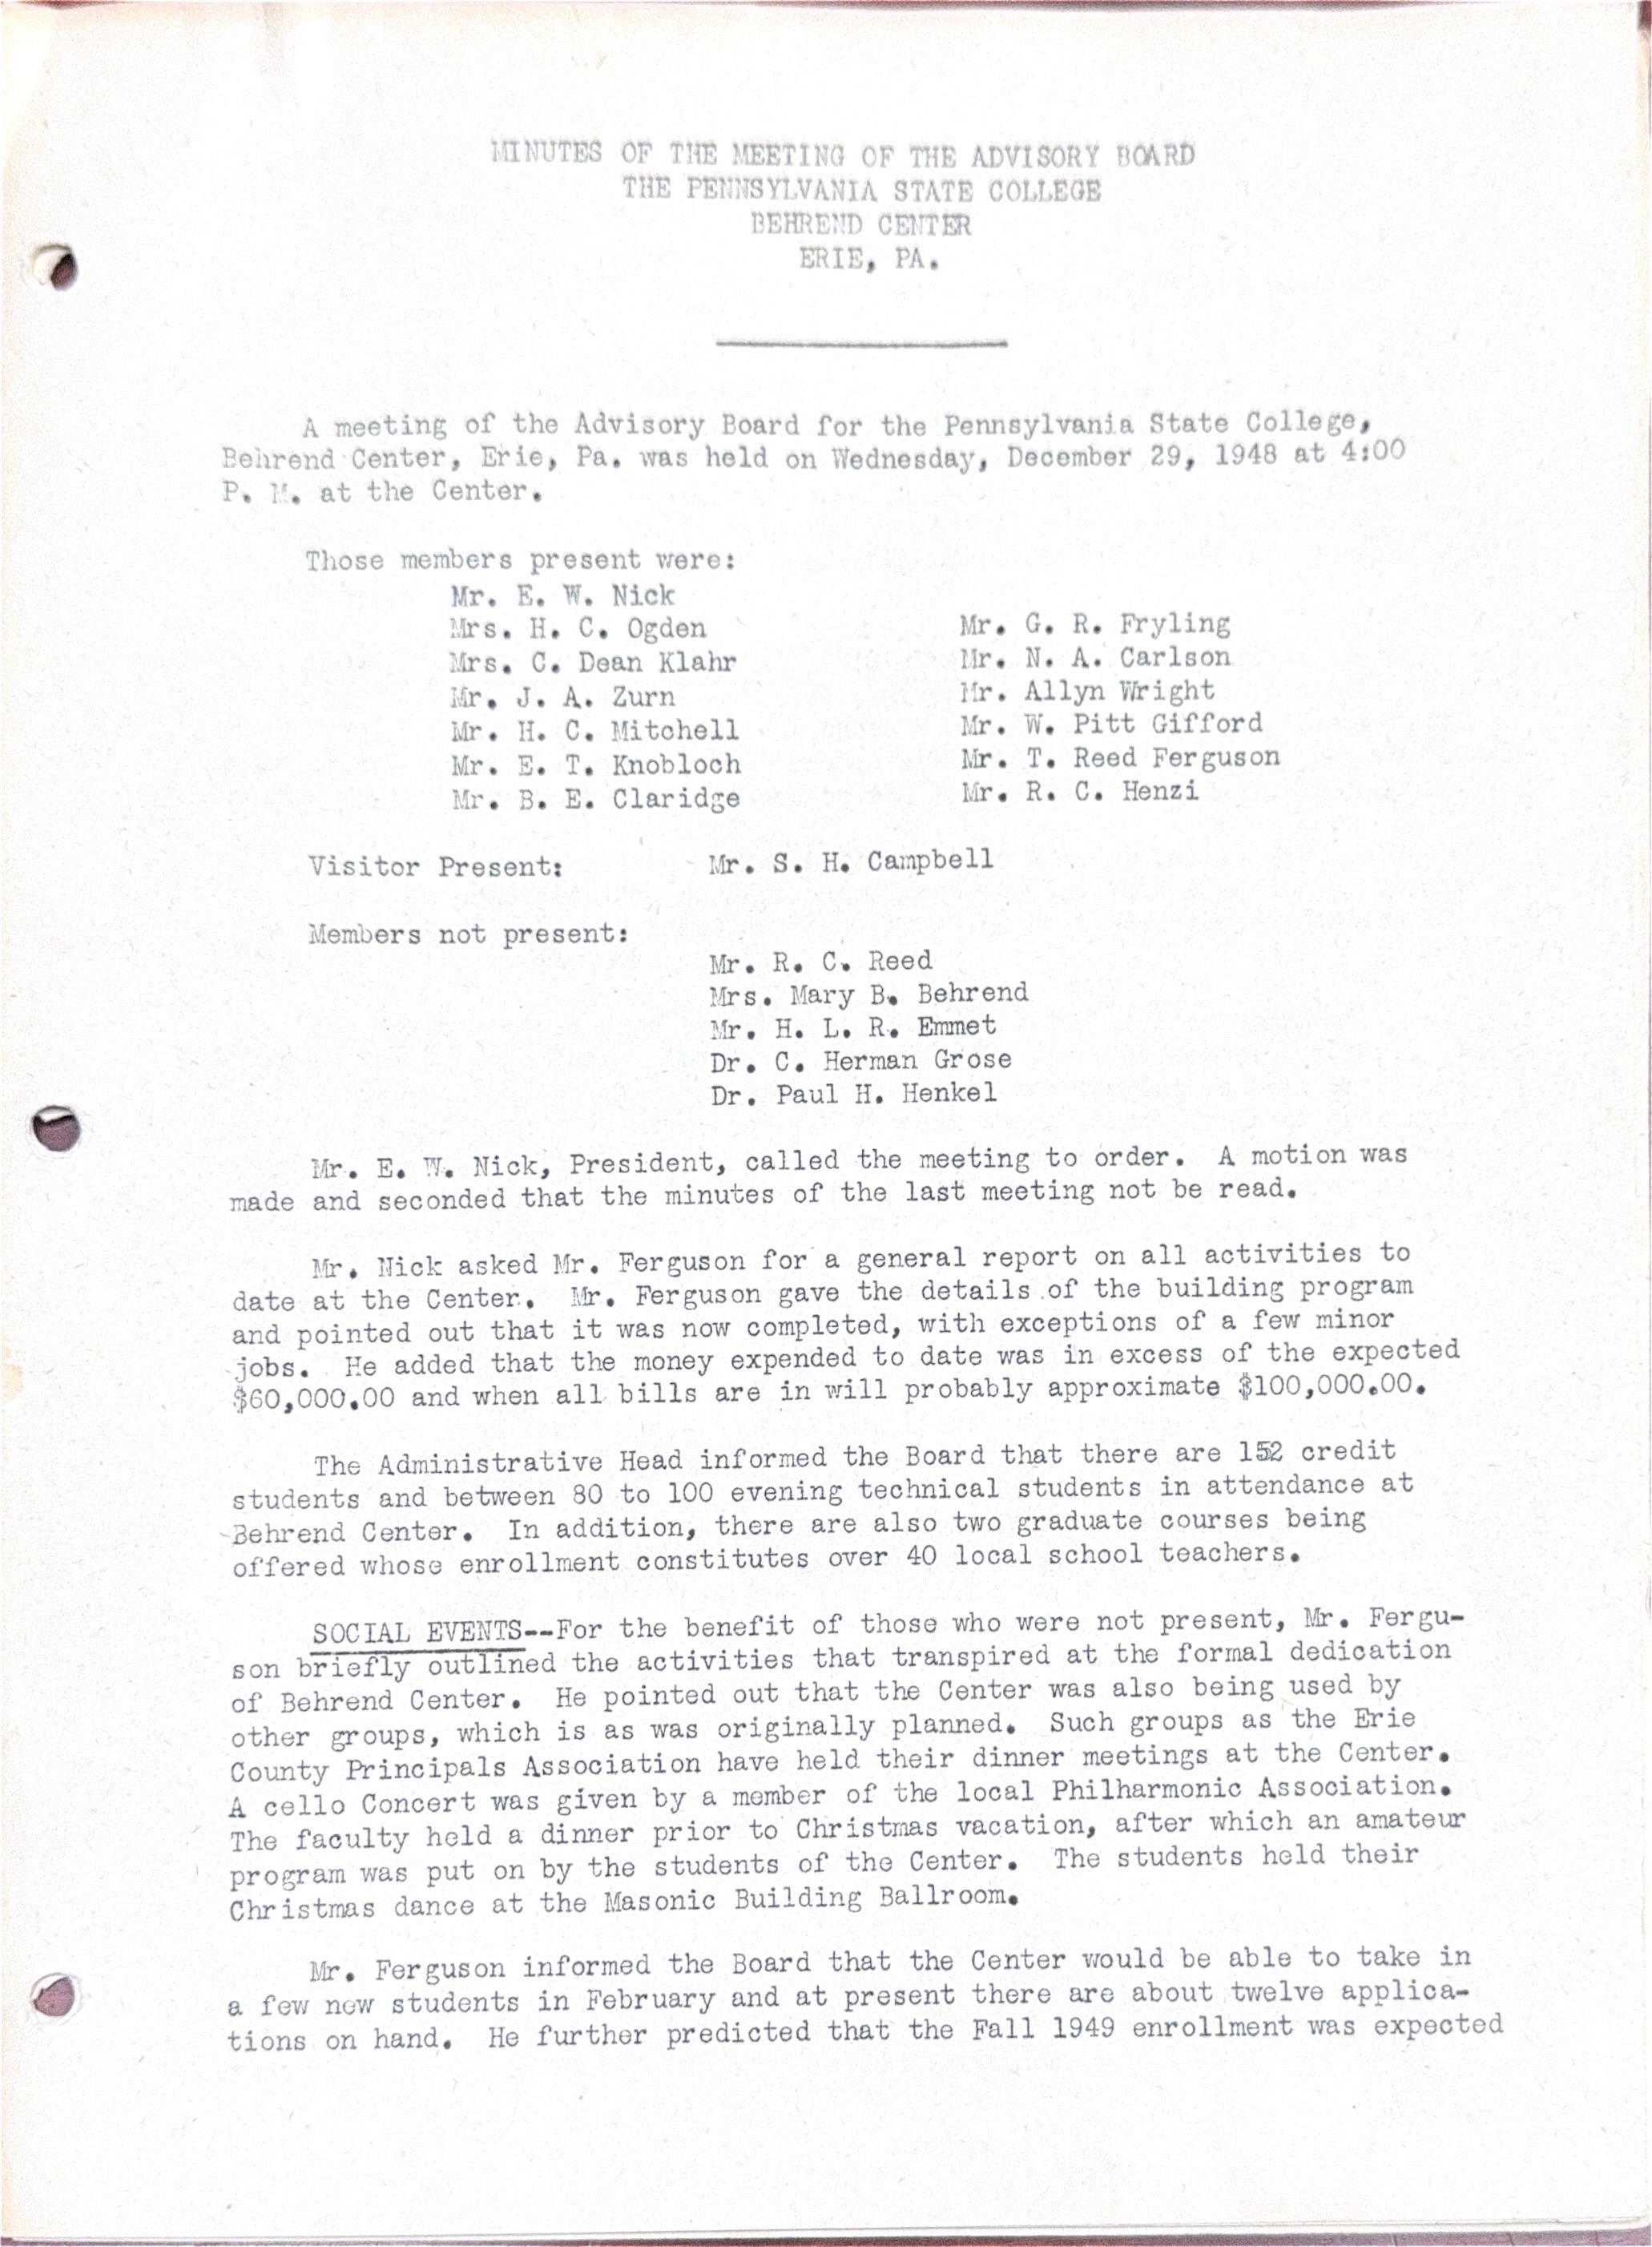 MINUTES OF THE MEETING OF THE ADVISORY BOARD
THE PENNSYLVANIA STATE COLLEGE
BEHREND CENTER
ERIE, PA.
A meeting of the Advisory Board for the Pennsylvania State College,
Behrend Center, Erie, Pa. was held on Wednesday, December 29, 1948 at 4:00
P. M. at the Center.
Those members present were:
Mr. E. W. Nick
Mrs. H. C. Ogden
Mrs. C. Dean Klahr
Mr. J. A. Zurn
Mr. H. C. Mitchell
Mr. E. T. Knobloch
Mr. B. E. Claridge
Mr. G. R. Fryling
Mr. N. A. Carlson
Mr. Allyn Wright
Mr. W. Pitt Gifford
Mr. T. Reed Ferguson
Mr. R. C. Henzi
Visitor Present: Mr. S. H. Campbell
Members not present:
Mr. R. C. Reed
Mrs. Mary B. Behrend
Mr. H. L. R. Emmet
Dr. C. Herman Grose
Dr. Paul H. Henkel
Mr. E. W. Nick, President, called the meeting to order. A motion was
made and seconded that the minutes of the last meeting not be read.
Mr. Nick asked Mr. Ferguson for a general report on all activities to
date at the Center. Mr. Ferguson gave the details of the building program
and pointed out that it was now completed, with exceptions of a few minor
jobs. He added that the money expended to date was in excess of the expected
$60,000.00 and when all bills are in will probably approximate $100,000.00.
The Administrative Head informed the Board that there are 152 credit
students and between 80 to 100 evening technical students in attendance at
Behrend Center. In addition, there are also two graduate courses being
offered whose enrollment constitutes over 40 local school teachers.
SOCIAL EVENTS--For the benefit of those who were not present, Mr. Fergu-
son briefly outlined the activities that transpired at the formal dedication
of Behrend Center. He pointed out that the Center was also being used by
other groups, which is as was originally planned. Such groups as the Erie
County Principals Association have held their dinner meetings at the Center.
A cello Concert was given by a member of the local Philharmonic Association.
The faculty held a dinner prior to Christmas vacation, after which an amateur
program was put on by the students of the Center. The students held their
Christmas dance at the Masonic Building Ballroom.
Mr. Ferguson informed the Board that the Center would be able to take in
a few new students in February and at present there are about twelve applica-
tions on hand. He further predicted that the Fall 1949 enrollment was expected